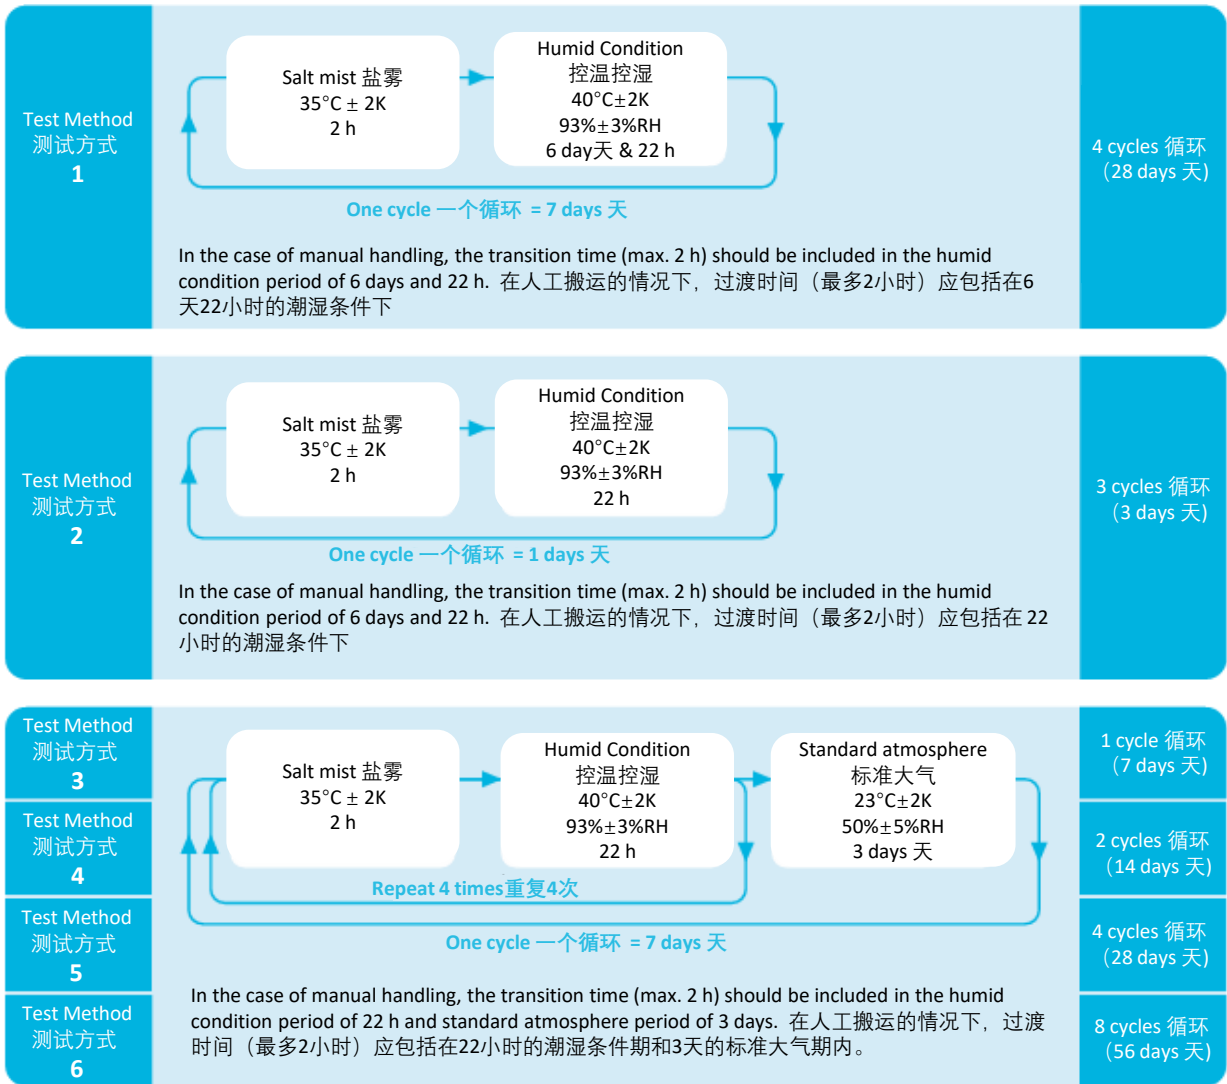 Test Method
测试方式
1
Salt mist 盐雾
35°C ± 2K
2 h
Humid Condition
控温控湿
40°C±2K
93%±3%RH
6 day天 & 22 h
One cycle 一个循环 = 7 days 天
In the case of manual handling, the transition time (max. 2 h) should be included in the humid
condition period of 6 days and 22 h. 在人工搬运的情况下，过渡时间（最多2小时）应包括在6
天22小时的潮湿条件下
4 cycles 循环
（28 days 天)
Test Method
测试方式
2
Salt mist 盐雾
35°C ± 2K
2 h
Humid Condition
控温控湿
40°C±2K
93%±3%RH
22 h
One cycle 一个循环 = 1 days 天
In the case of manual handling, the transition time (max. 2 h) should be included in the humid
condition period of 6 days and 22 h. 在人工搬运的情况下，过渡时间（最多2小时）应包括在 22
小时的潮湿条件下
3 cycles 循环
（3 days 天)
Test Method
测试方式
3
Test Method
测试方式
4
Test Method
测试方式
5
Test Method
测试方式
6
Salt mist 盐雾
35°C ± 2K
2 h
Humid Condition
控温控湿
40°C±2K
93%±3%RH
22 h
Standard atmosphere
标准大气
23°C±2K
50%±5%RH
3 days 天
Repeat 4 times重复4次
One cycle 一个循环 = 7 days 天
In the case of manual handling, the transition time (max. 2 h) should be included in the humid
condition period of 22 h and standard atmosphere period of 3 days. 在人工搬运的情况下，过渡
时间（最多2小时）应包括在22小时的潮湿条件期和3天的标准大气期内。
1 cycle 循环
（7 days 天)
2 cycles 循环
（14 days 天)
4 cycles 循环
（28 days 天)
8 cycles 循环
（56 days 天)